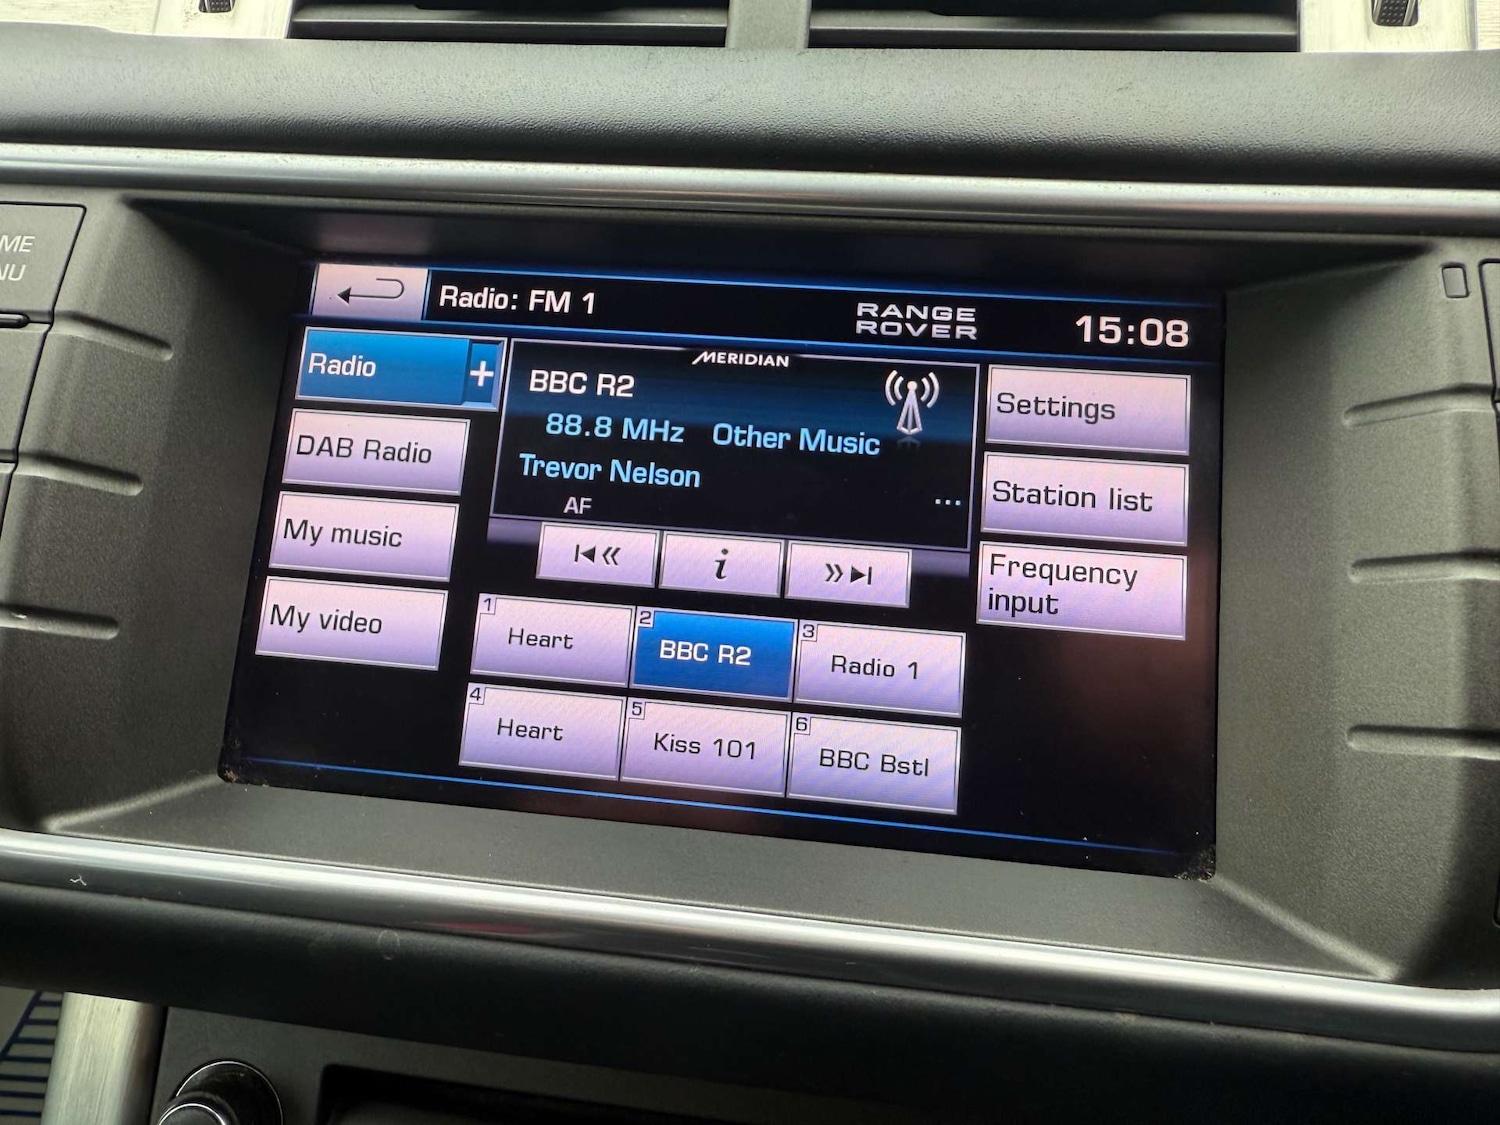 ME
NU
Radio: FM 1
RANGE
ROVER
15:08
Radio +
DAB Radio
My music
My video
MERIDIAN
BBC R2
88.8 MHz Other Music
Trevor Nelson
AF
...
i
Settings
Station list
Frequency
input
1 Heart
2 BBC R2
3 Radio 1
4 Heart
5 Kiss 101
6 BBC Bstl